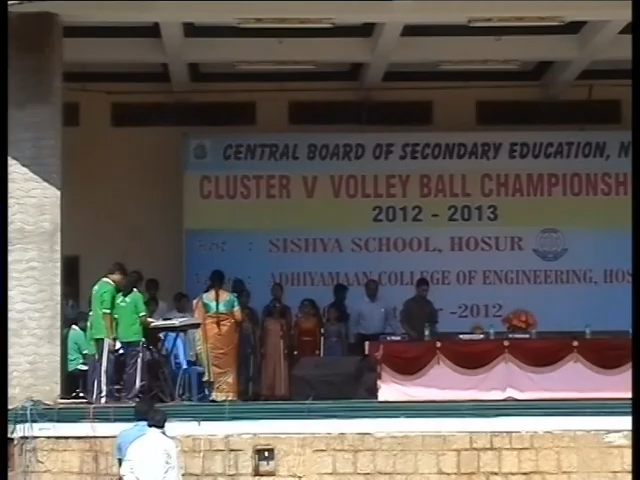 CENTRAL BOARD OF SECONDARY EDUCATION, N
CLUSTER V VOLLEY BALL CHAMPIONSHI
2012 - 2013
: SISHYA SCHOOL, HOSUR
: ADHIYAMAAN COLLEGE OF ENGINEERING, HOS
- 2012